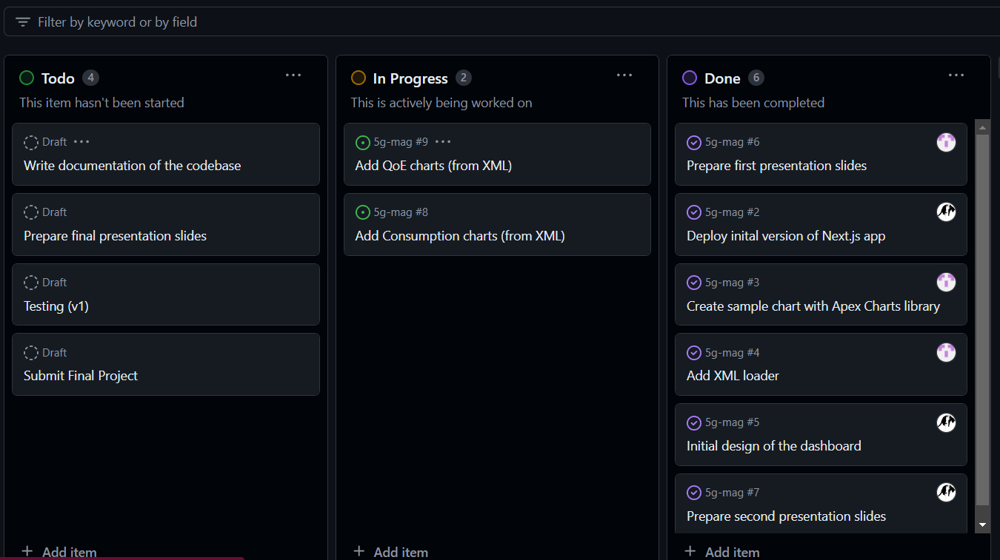 Filter by keyword or by field
Todo 4
This item hasn't been started
Draft
Write documentation of the codebase
Draft
Prepare final presentation slides
Draft
Testing (v1)
Draft
Submit Final Project
Add item
In Progress 2
This is actively being worked on
5g-mag #9
Add QoE charts (from XML)
5g-mag #8
Add Consumption charts (from XML)
Add item
Done 6
This has been completed
5g-mag #6
Prepare first presentation slides
5g-mag #2
Deploy inital version of Next.js app
5g-mag #3
Create sample chart with Apex Charts library
5g-mag #4
Add XML loader
5g-mag #5
Initial design of the dashboard
5g-mag #7
Prepare second presentation slides
Add item